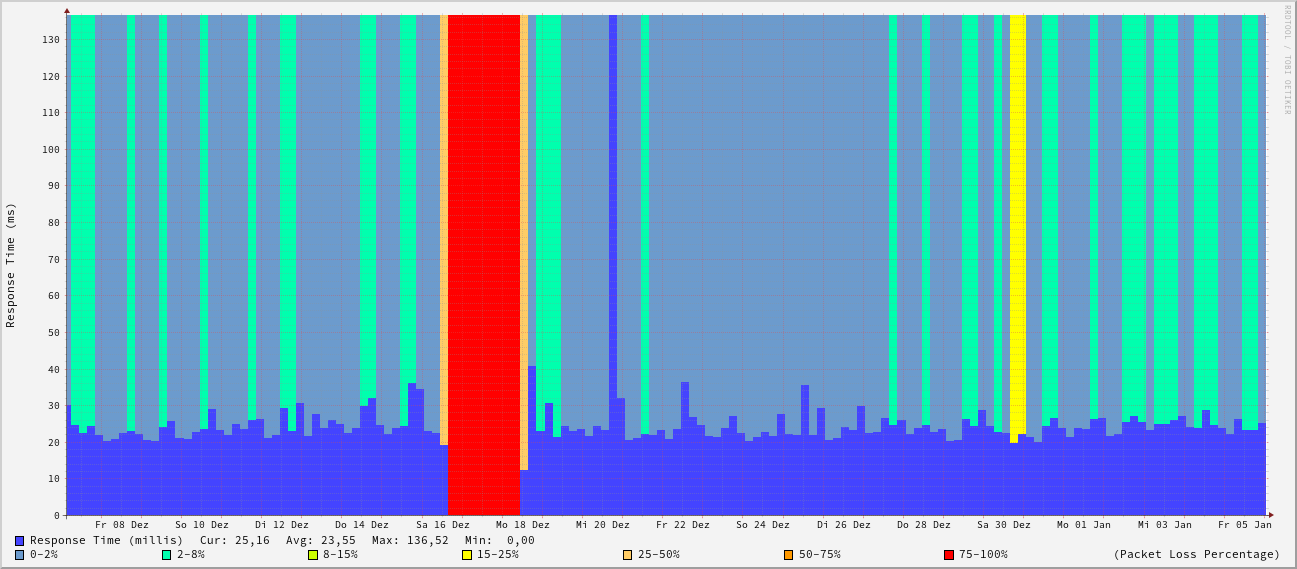 RRDTOOL / TOBI OETIKER
Response Time (ms)
130
120
110
100
90
80
70
60
50
40
30
20
10
0
Fr 08 Dez So 10 Dez Di 12 Dez Do 14 Dez Sa 16 Dez Mo 18 Dez Mi 20 Dez Fr 22 Dez So 24 Dez Di 26 Dez Do 28 Dez Sa 30 Dez Mo 01 Jan Mi 03 Jan Fr 05 Jan
Response Time (millis) Cur: 25,16 Avg: 23,55 Max: 136,52 Min: 0,00
0-2% 2-8% 8-15% 15-25% 25-50% 50-75% 75-100% (Packet Loss Percentage)